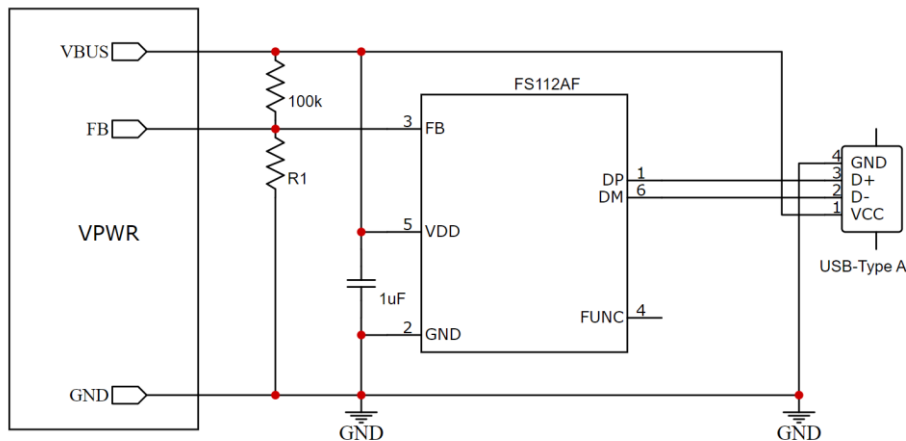 VBUS
100k
FB
R1
VPWR
GND
FS112AF
3 FB
5 VDD
1uF
2 GND
DP 1
DM 6
FUNC 4
4 GND
3 D+
2 D-
1 VCC
USB-Type A
GND
GND